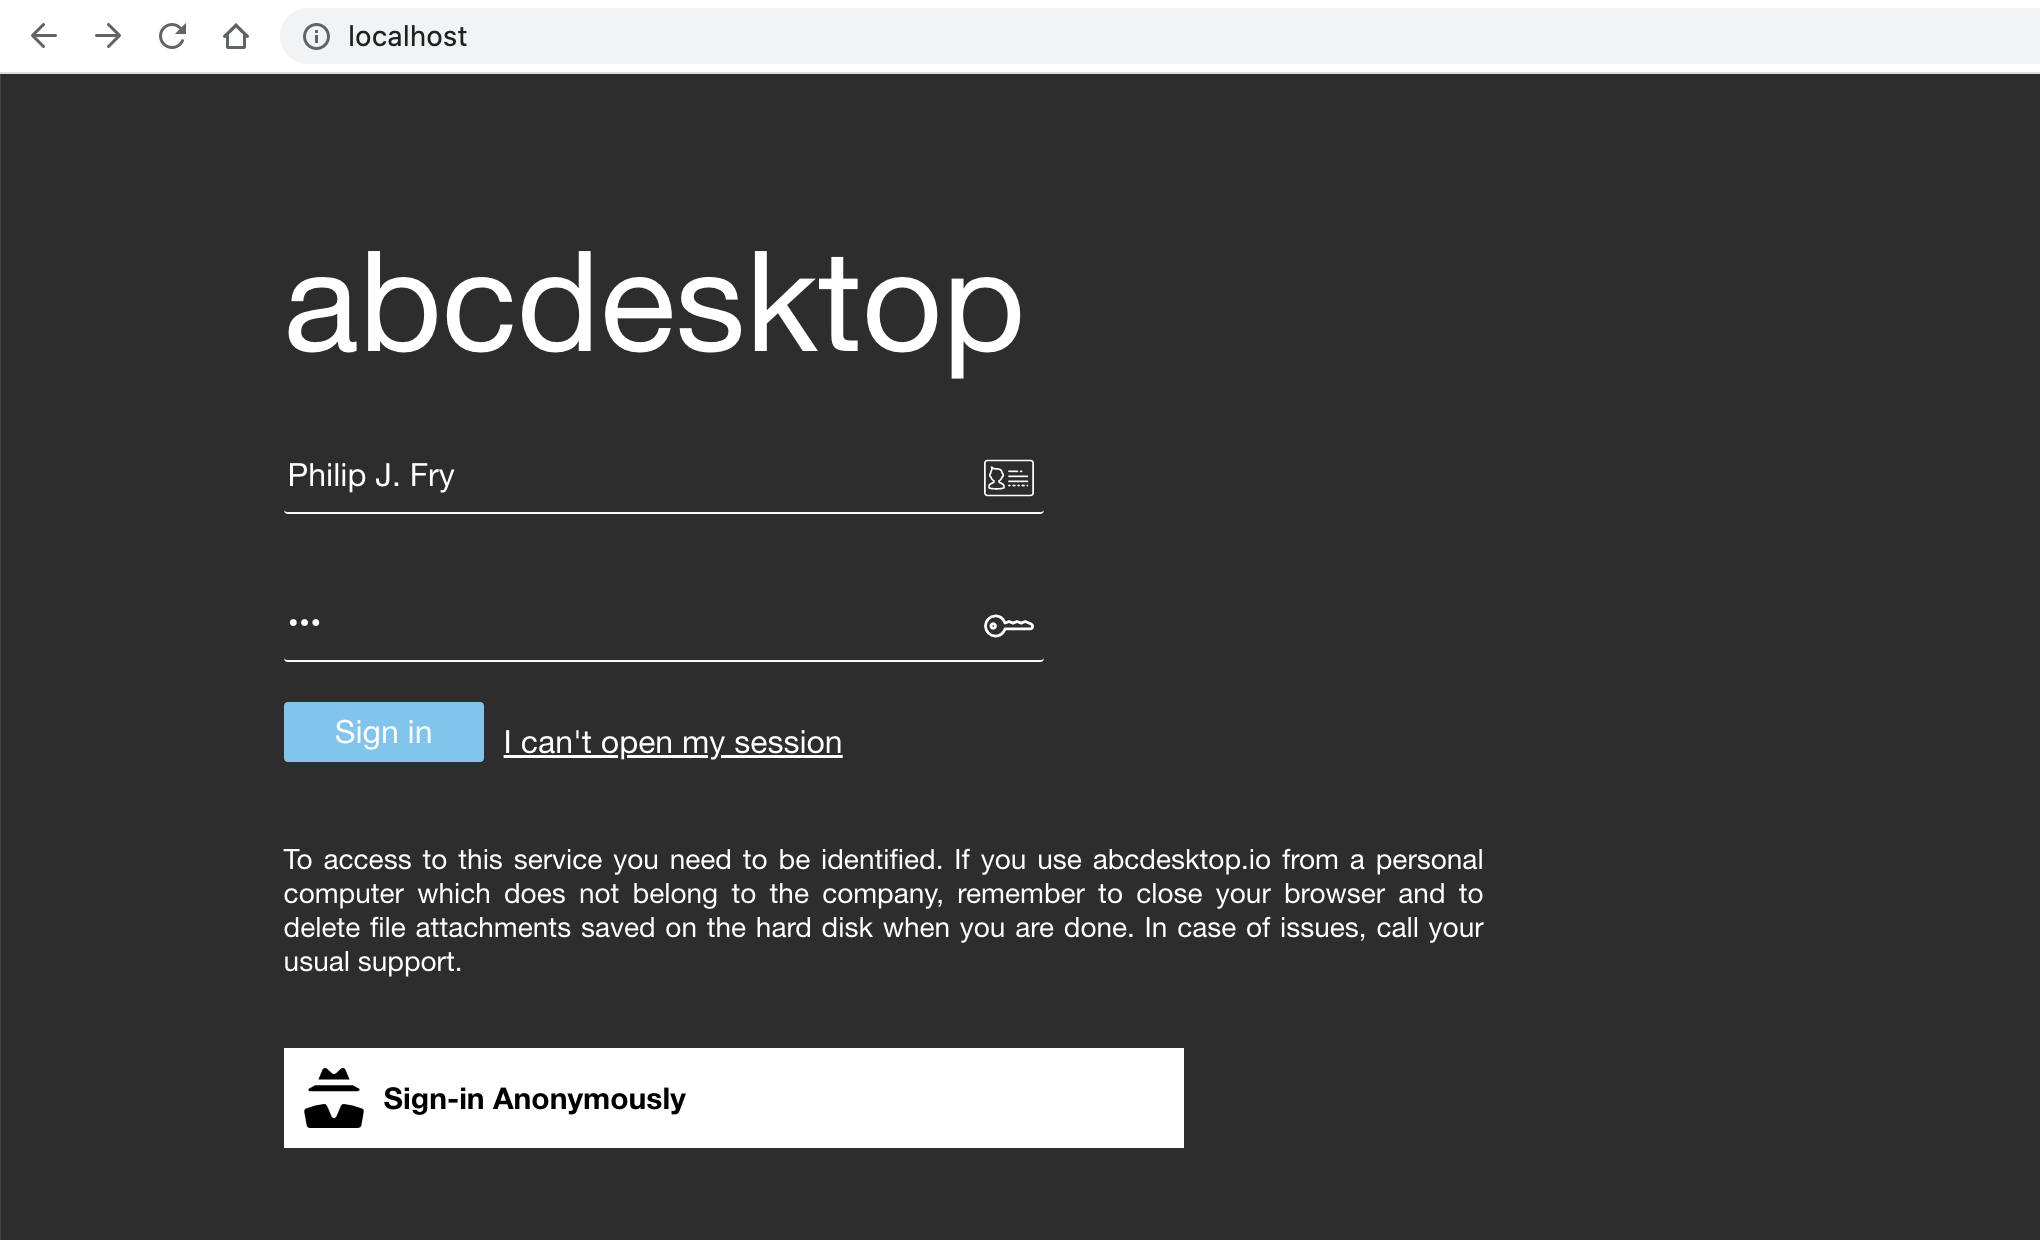 localhost
abcdesktop
Philip J. Fry
•••
Sign in
I can't open my session
To access to this service you need to be identified. If you use abcdesktop.io from a personal
computer which does not belong to the company, remember to close your browser and to
delete file attachments saved on the hard disk when you are done. In case of issues, call your
usual support.
Sign-in Anonymously